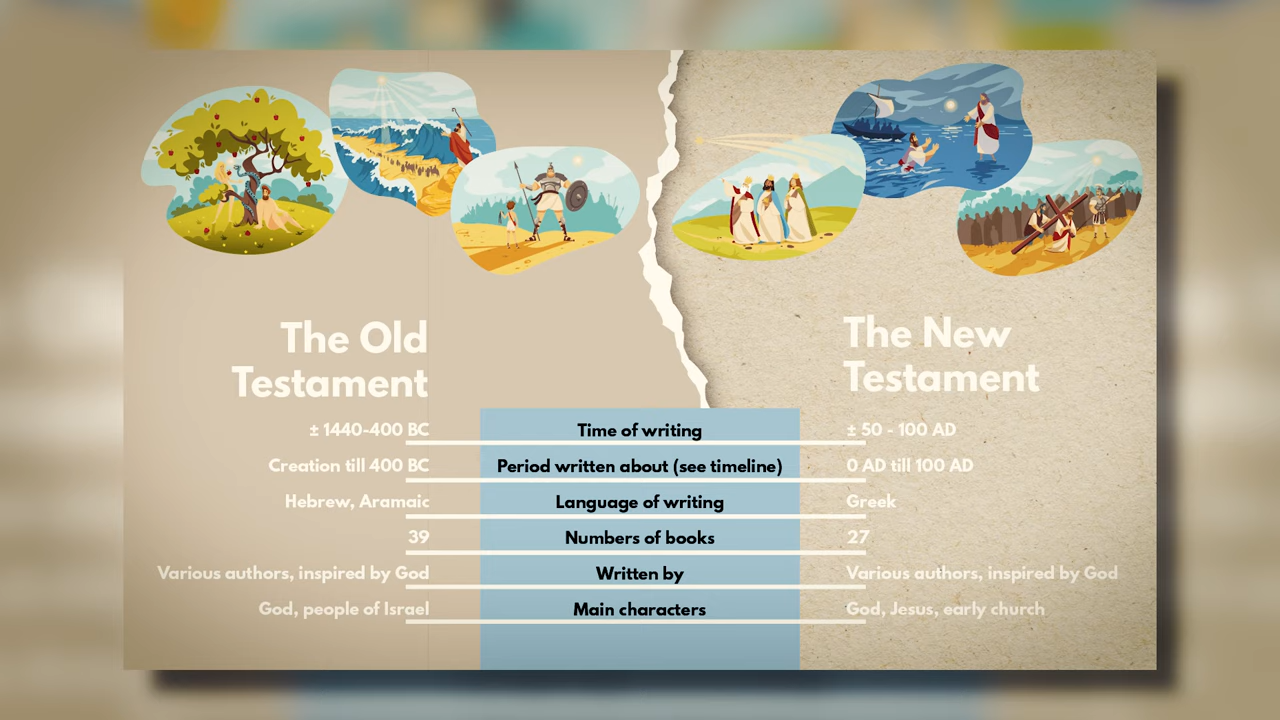 The Old
Testament
The New
Testament
± 1440-400 BC
Time of writing
± 50 - 100 AD
Creation till 400 BC
Period written about (see timeline)
0 AD till 100 AD
Hebrew, Aramaic
Language of writing
Greek
39
Numbers of books
27
Various authors, inspired by God
Written by
Various authors, inspired by God
God, people of Israel
Main characters
God, Jesus, early church